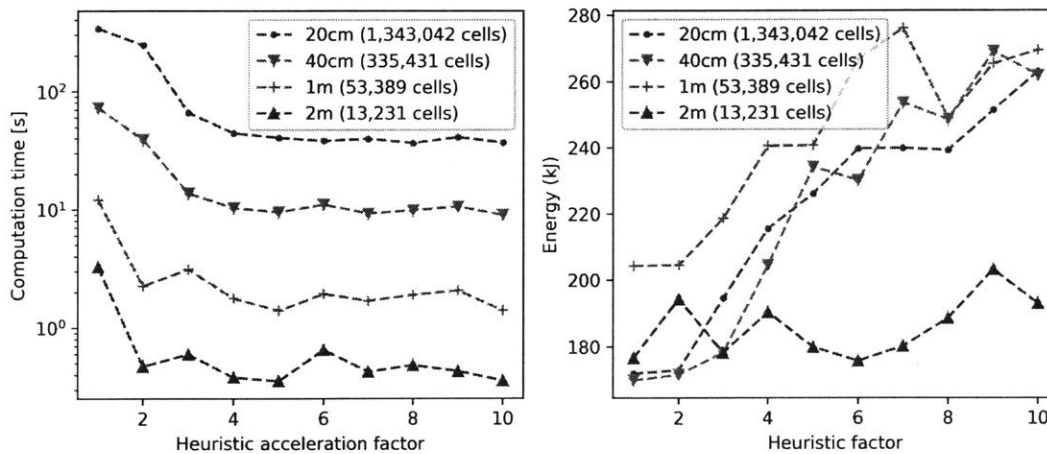 20cm (1,343,042 cells)
40cm (335,431 cells)
1m (53,389 cells)
2m (13,231 cells)
Computation time [s]
10²
10¹
10⁰
2
4
6
8
10
Heuristic acceleration factor
20cm (1,343,042 cells)
40cm (335,431 cells)
1m (53,389 cells)
2m (13,231 cells)
Energy (kJ)
280
260
240
220
200
180
2
4
6
8
10
Heuristic factor